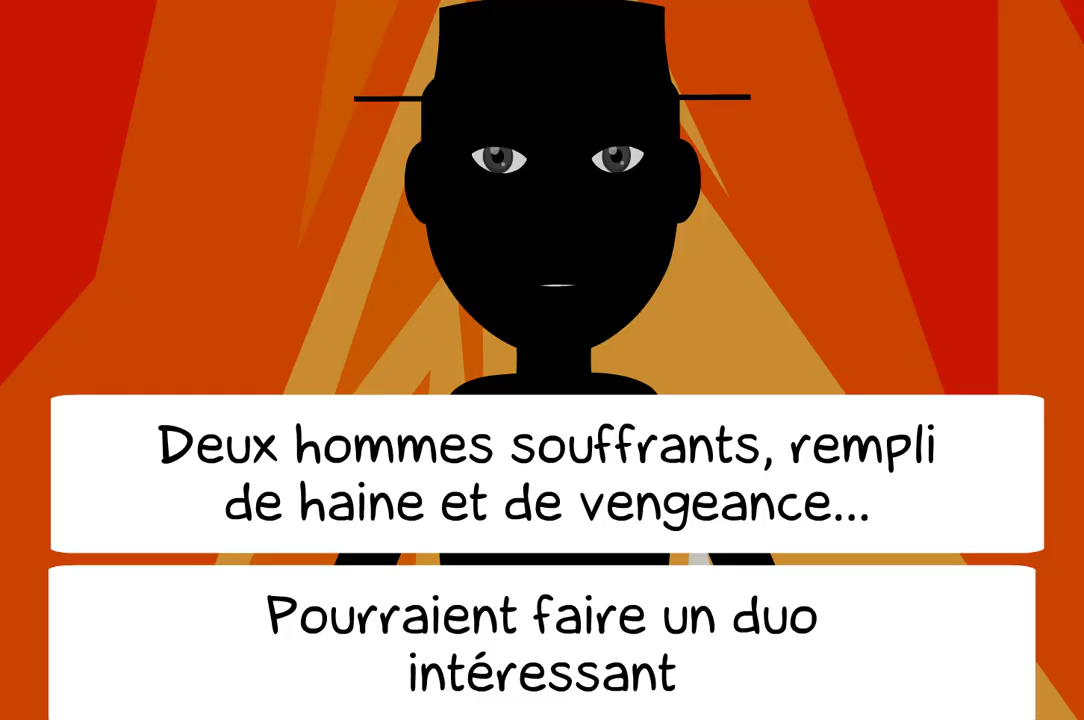 Deux hommes souffrants, rempli
de haine et de vengeance...
Pourraient faire un duo
intéressant